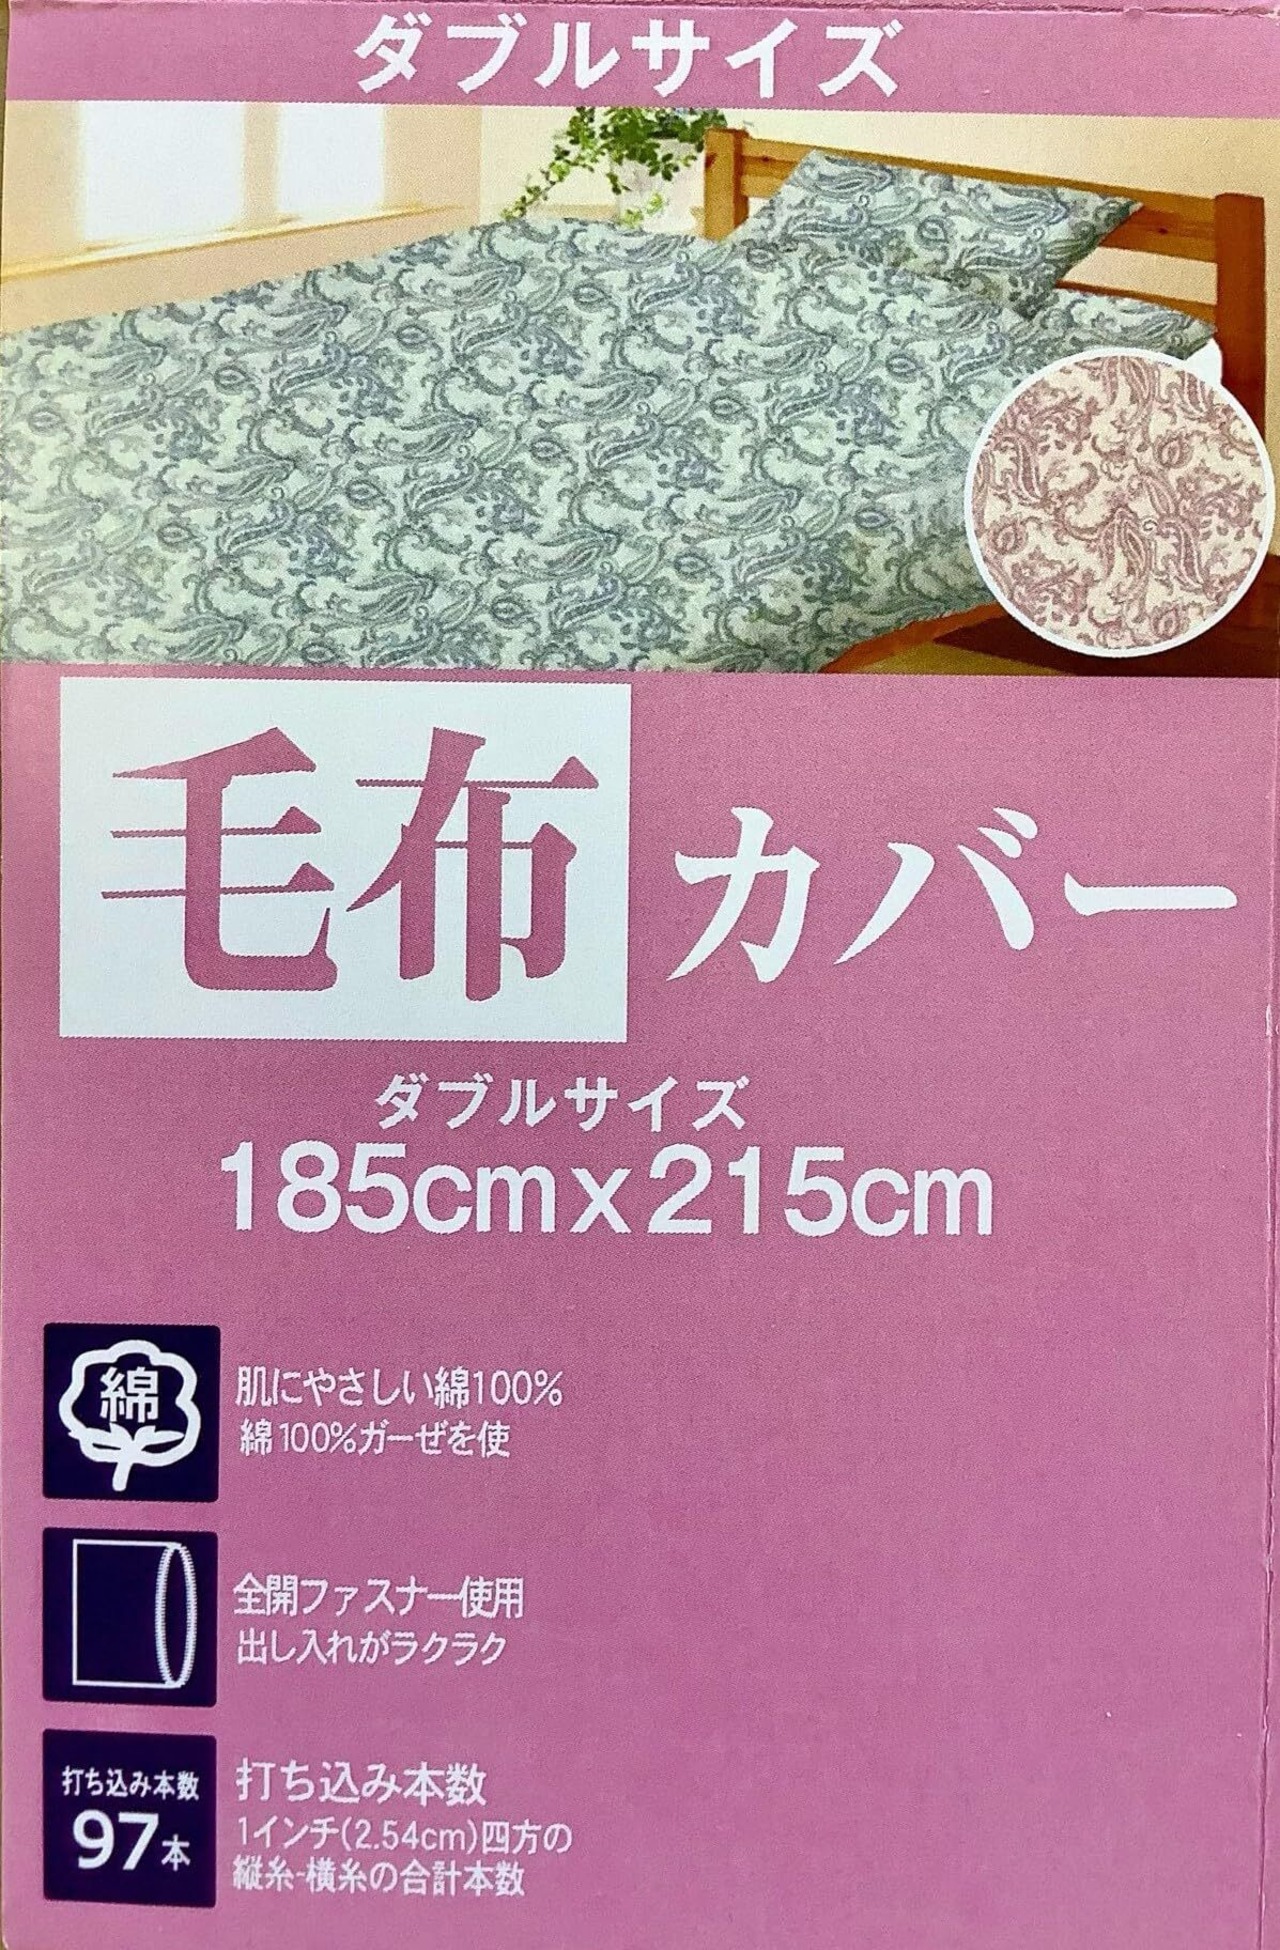 ダブルサイズ
毛布カバー
ダブルサイズ
185cmx215cm
綿
肌にやさしい綿100%
綿100%ガーぜを使
全開ファスナー使用
出し入れがラクラク
打ち込み本数
97本
打ち込み本数
1インチ(2.54cm)四方の
縦糸-横糸の合計本数